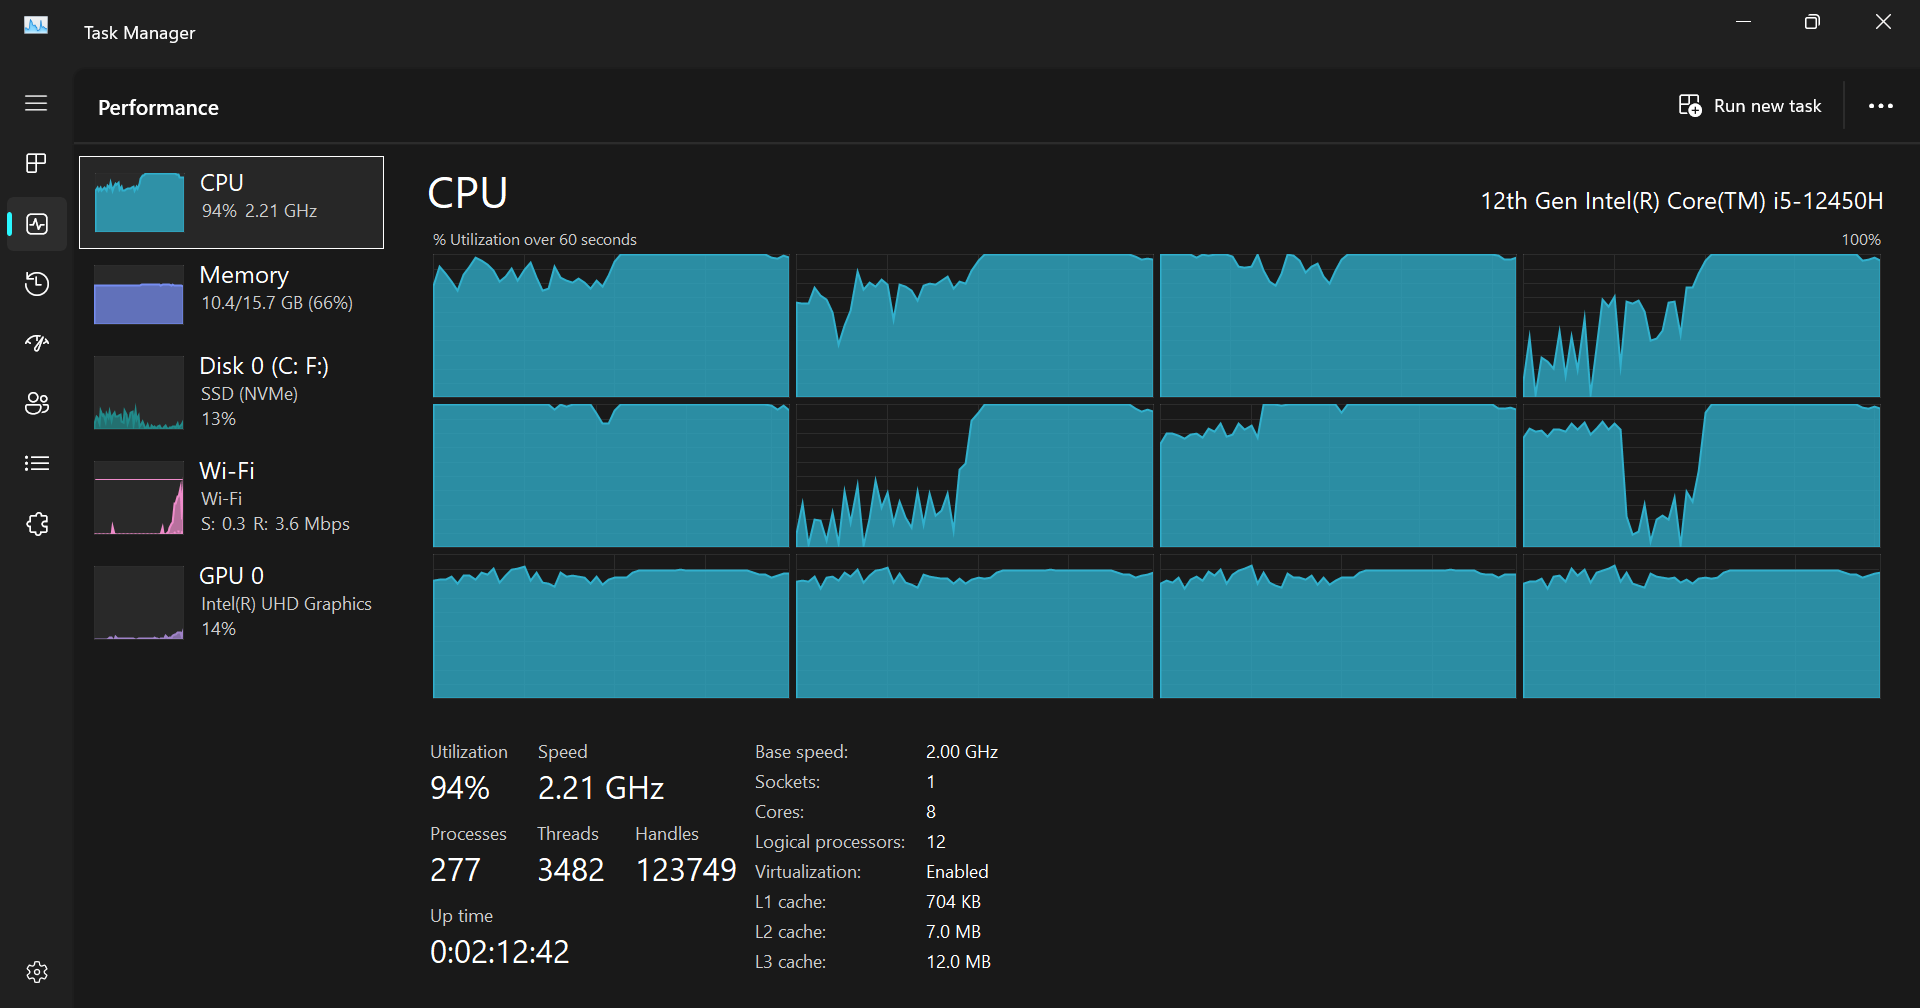 Task Manager
Performance
Run new task
CPU
94% 2.21 GHz
Memory
10.4/15.7 GB (66%)
Disk 0 (C: F:)
SSD (NVMe)
13%
Wi-Fi
Wi-Fi
S: 0.3 R: 3.6 Mbps
GPU 0
Intel(R) UHD Graphics
14%
CPU
12th Gen Intel(R) Core(TM) i5-12450H
% Utilization over 60 seconds
100%
Utilization Speed
94% 2.21 GHz
Processes Threads Handles
277 3482 123749
Up time
0:02:12:42
Base speed: 2.00 GHz
Sockets: 1
Cores: 8
Logical processors: 12
Virtualization: Enabled
L1 cache: 704 KB
L2 cache: 7.0 MB
L3 cache: 12.0 MB